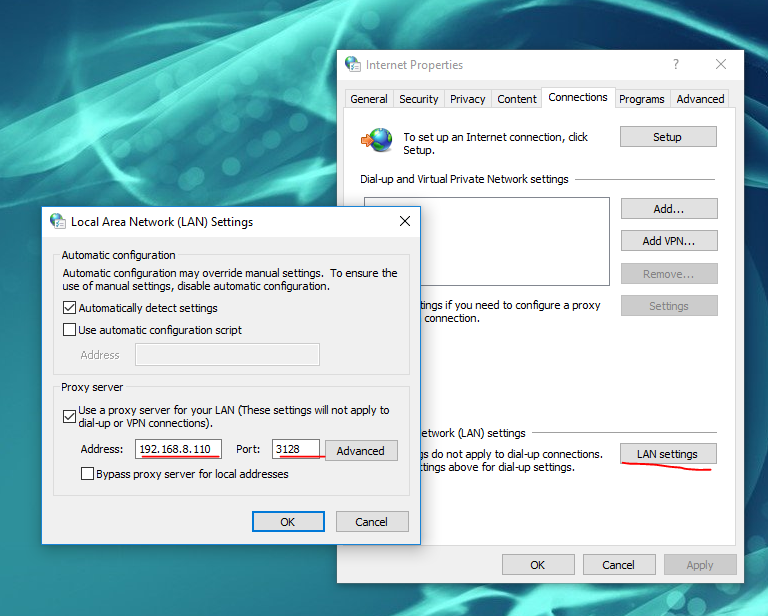 Internet Properties
General
Security
Privacy
Content
Connections
Programs
Advanced
To set up an Internet connection, click
Setup.
Setup
Dial-up and Virtual Private Network settings
Add...
Add VPN...
Remove...
Settings
tings if you need to configure a proxy
connection.
etwork (LAN) settings
gs do not apply to dial-up connections.
ttings above for dial-up settings.
LAN settings
OK
Cancel
Apply
Local Area Network (LAN) Settings
Automatic configuration
Automatic configuration may override manual settings. To ensure the
use of manual settings, disable automatic configuration.
Automatically detect settings
Use automatic configuration script
Address
Proxy server
Use a proxy server for your LAN (These settings will not apply to
dial-up or VPN connections).
Address:
192.168.8.110
Port:
3128
Advanced
Bypass proxy server for local addresses
OK
Cancel